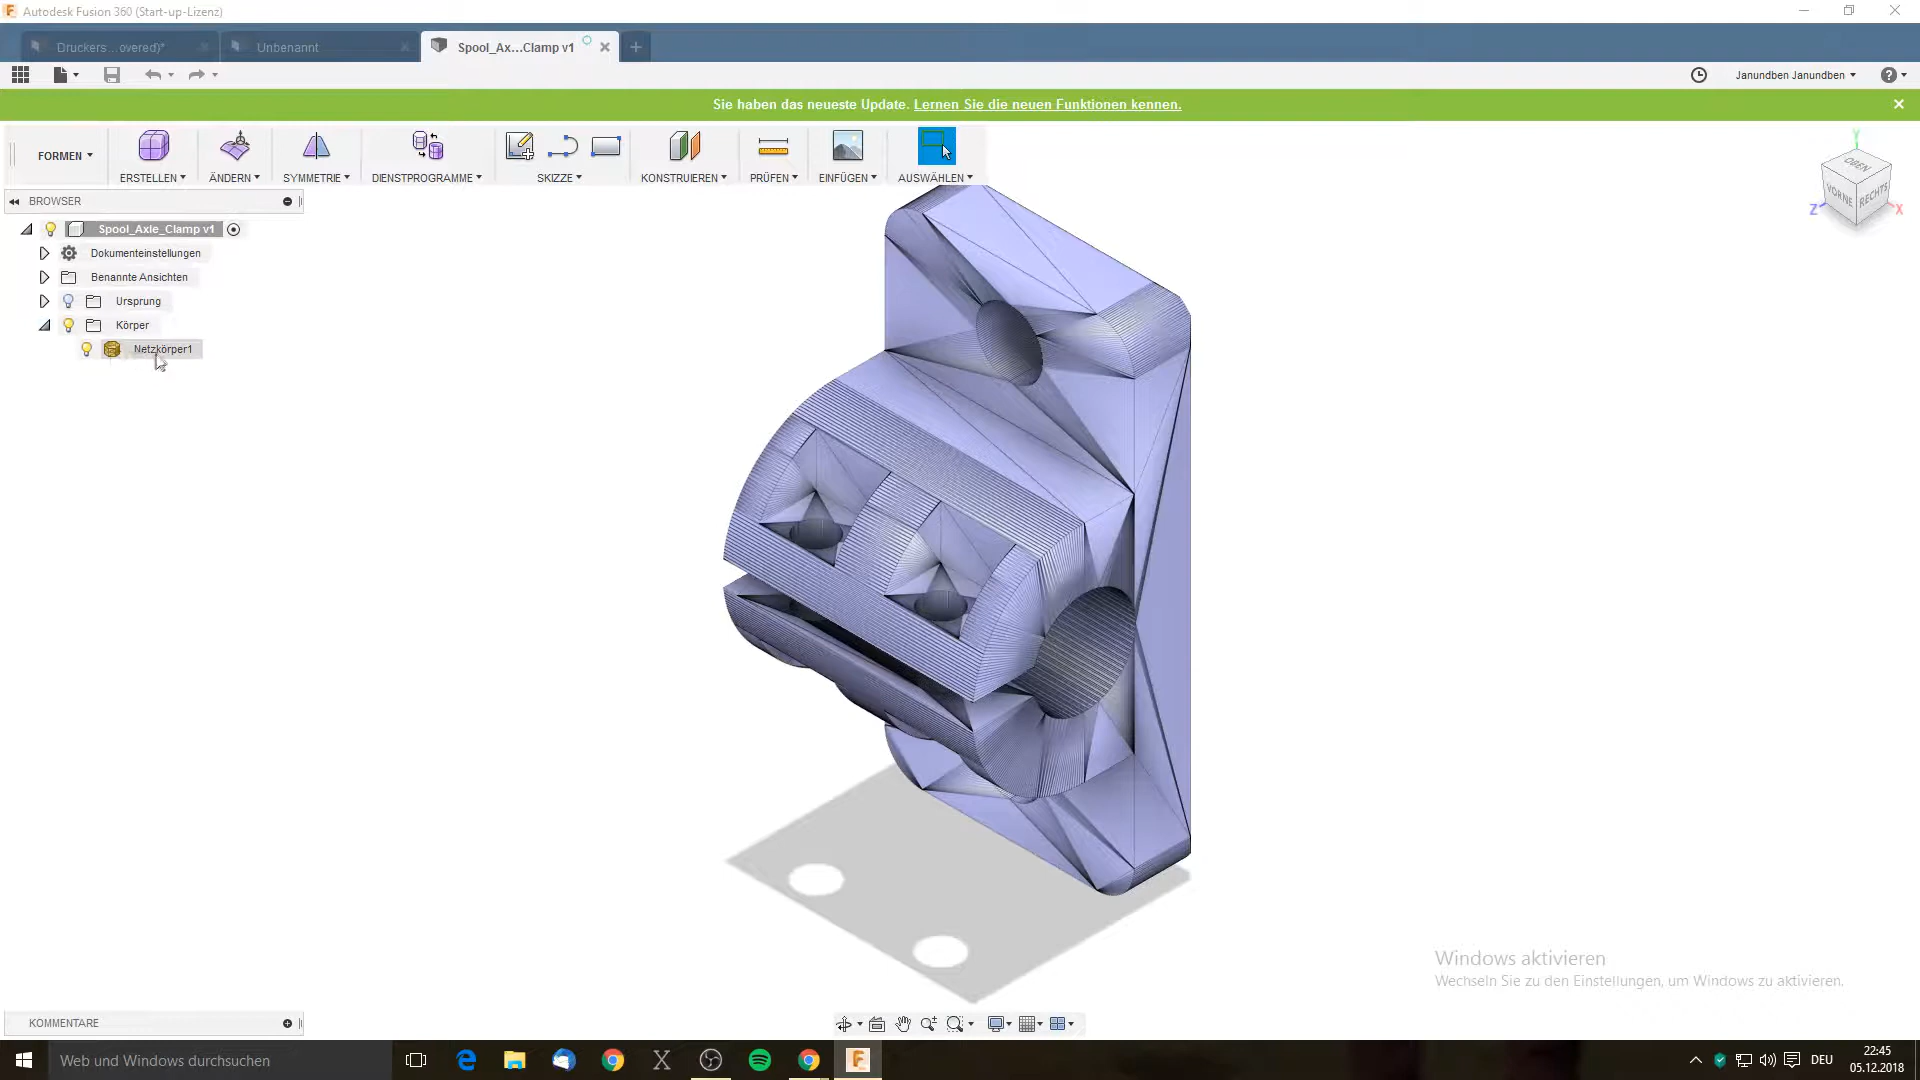 Autodesk Fusion 360 (Start-up-Lizenz)
Druckers ...overed)*
Unbenannt
Spool_Ax...Clamp v1
Janundben Janundben
Sie haben das neueste Update. Lernen Sie die neuen Funktionen kennen.
FORMEN
ERSTELLEN
ÄNDERN
SYMMETRIE
DIENSTPROGRAMME
SKIZZE
KONSTRUIEREN
PRÜFEN
EINFÜGEN
AUSWÄHLEN
OBEN
VORNE
RECHTS
Y
Z
X
BROWSER
Spool_Axle_Clamp v1
Dokumenteinstellungen
Benannte Ansichten
Ursprung
Körper
Netzkörper1
Windows aktivieren
Wechseln Sie zu den Einstellungen, um Windows zu aktivieren.
KOMMENTARE
Web und Windows durchsuchen
DEU
22:45
05.12.2018